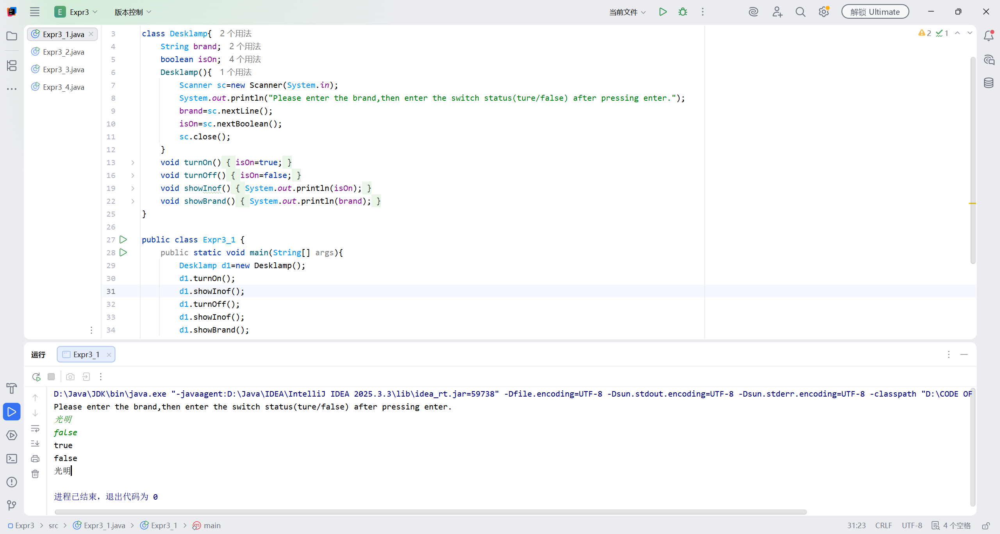 E Expr3 版本控制 当前文件 解锁 Ultimate
Expr3_1.java
Expr3_2.java
Expr3_3.java
Expr3_4.java
2 1
3 class Desklamp{ 2 个用法
4 String brand; 2 个用法
5 boolean isOn; 4 个用法
6 Desklamp(){ 1 个用法
7 Scanner sc=new Scanner(System.in);
8 System.out.println("Please enter the brand,then enter the switch status(ture/false) after pressing enter.");
9 brand=sc.nextLine();
10 isOn=sc.nextBoolean();
11 sc.close();
12 }
13 void turnOn() { isOn=true; }
16 void turnOff() { isOn=false; }
19 void showInof() { System.out.println(isOn); }
22 void showBrand() { System.out.println(brand); }
25 }
26
27 public class Expr3_1 {
28 public static void main(String[] args){
29 Desklamp d1=new Desklamp();
30 d1.turnOn();
31 d1.showInof();
32 d1.turnOff();
33 d1.showInof();
34 d1.showBrand();
运行 Expr3_1
D:\Java\JDK\bin\java.exe "-javaagent:D:\Java\IDEA\IntelliJ IDEA 2025.3.3\lib\idea_rt.jar=59738" -Dfile.encoding=UTF-8 -Dsun.stdout.encoding=UTF-8 -Dsun.stderr.encoding=UTF-8 -classpath "D:\CODE OF
Please enter the brand,then enter the switch status(ture/false) after pressing enter.
光明
false
true
false
光明
进程已结束，退出代码为 0
Expr3 src Expr3_1.java Expr3_1 main 31:23 CRLF UTF-8 4 个空格